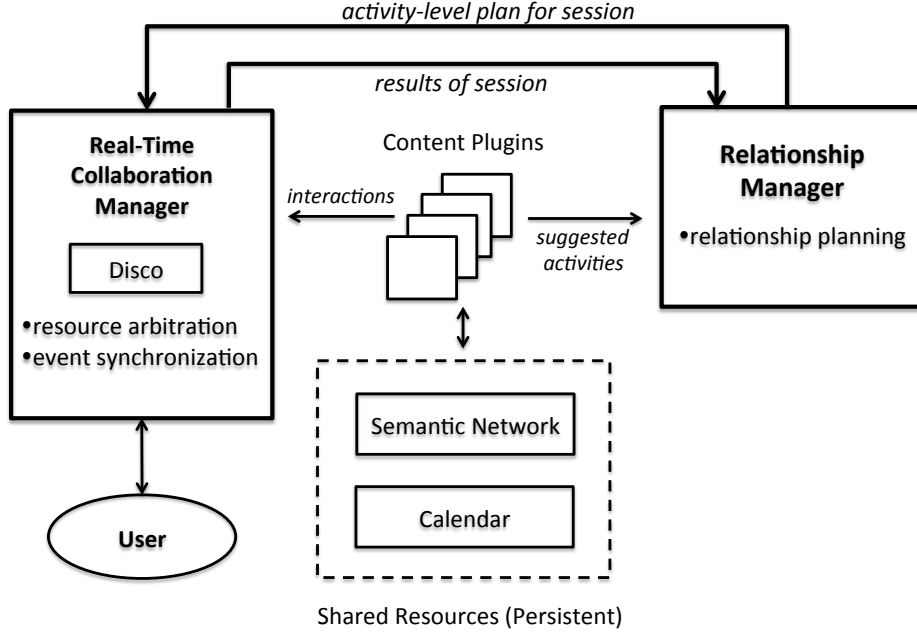 activity-level plan for session
results of session
Real-Time
Collaboration
Manager
Disco
•resource arbitration
•event synchronization
Content Plugins
interactions
suggested
activities
Relationship
Manager
•relationship planning
Semantic Network
Calendar
User
Shared Resources (Persistent)